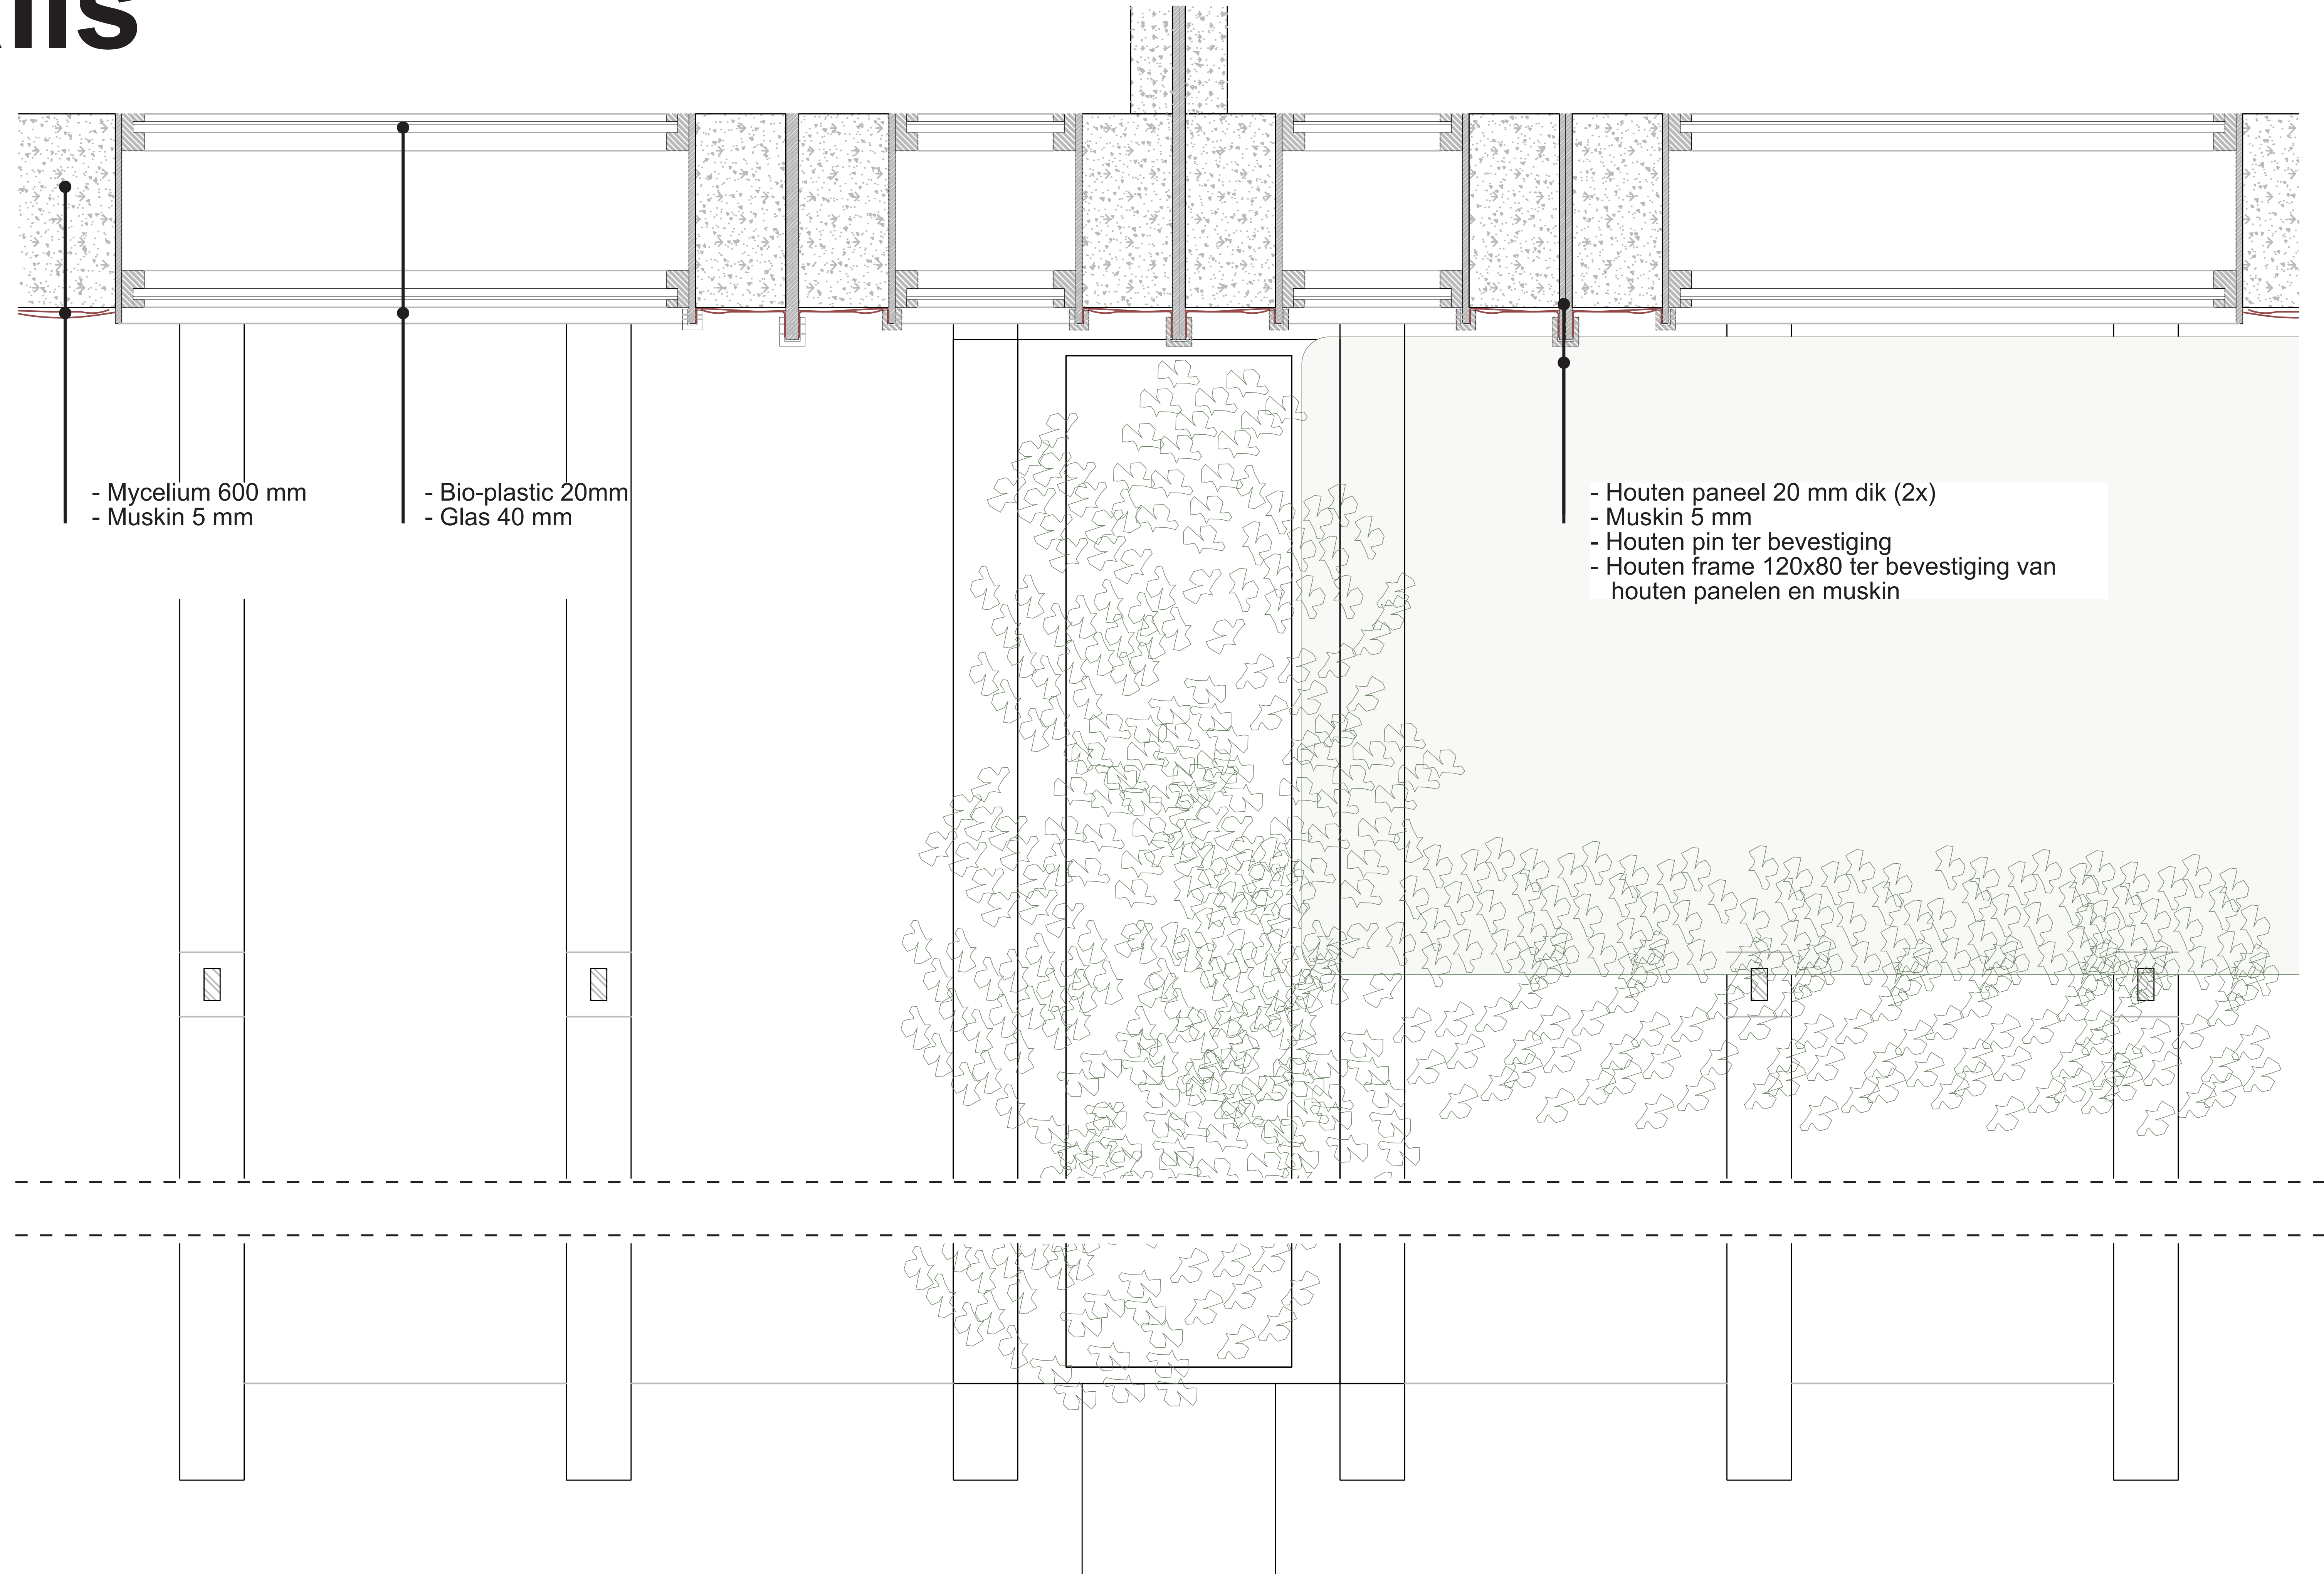 - Mycelium 600 mm
- Muskin 5 mm
- Bio-plastic 20mm
- Glas 40 mm
- Houten paneel 20 mm dik (2x)
- Muskin 5 mm
- Houten pin ter bevestiging
- Houten frame 120x80 ter bevestiging van
houten panelen en muskin